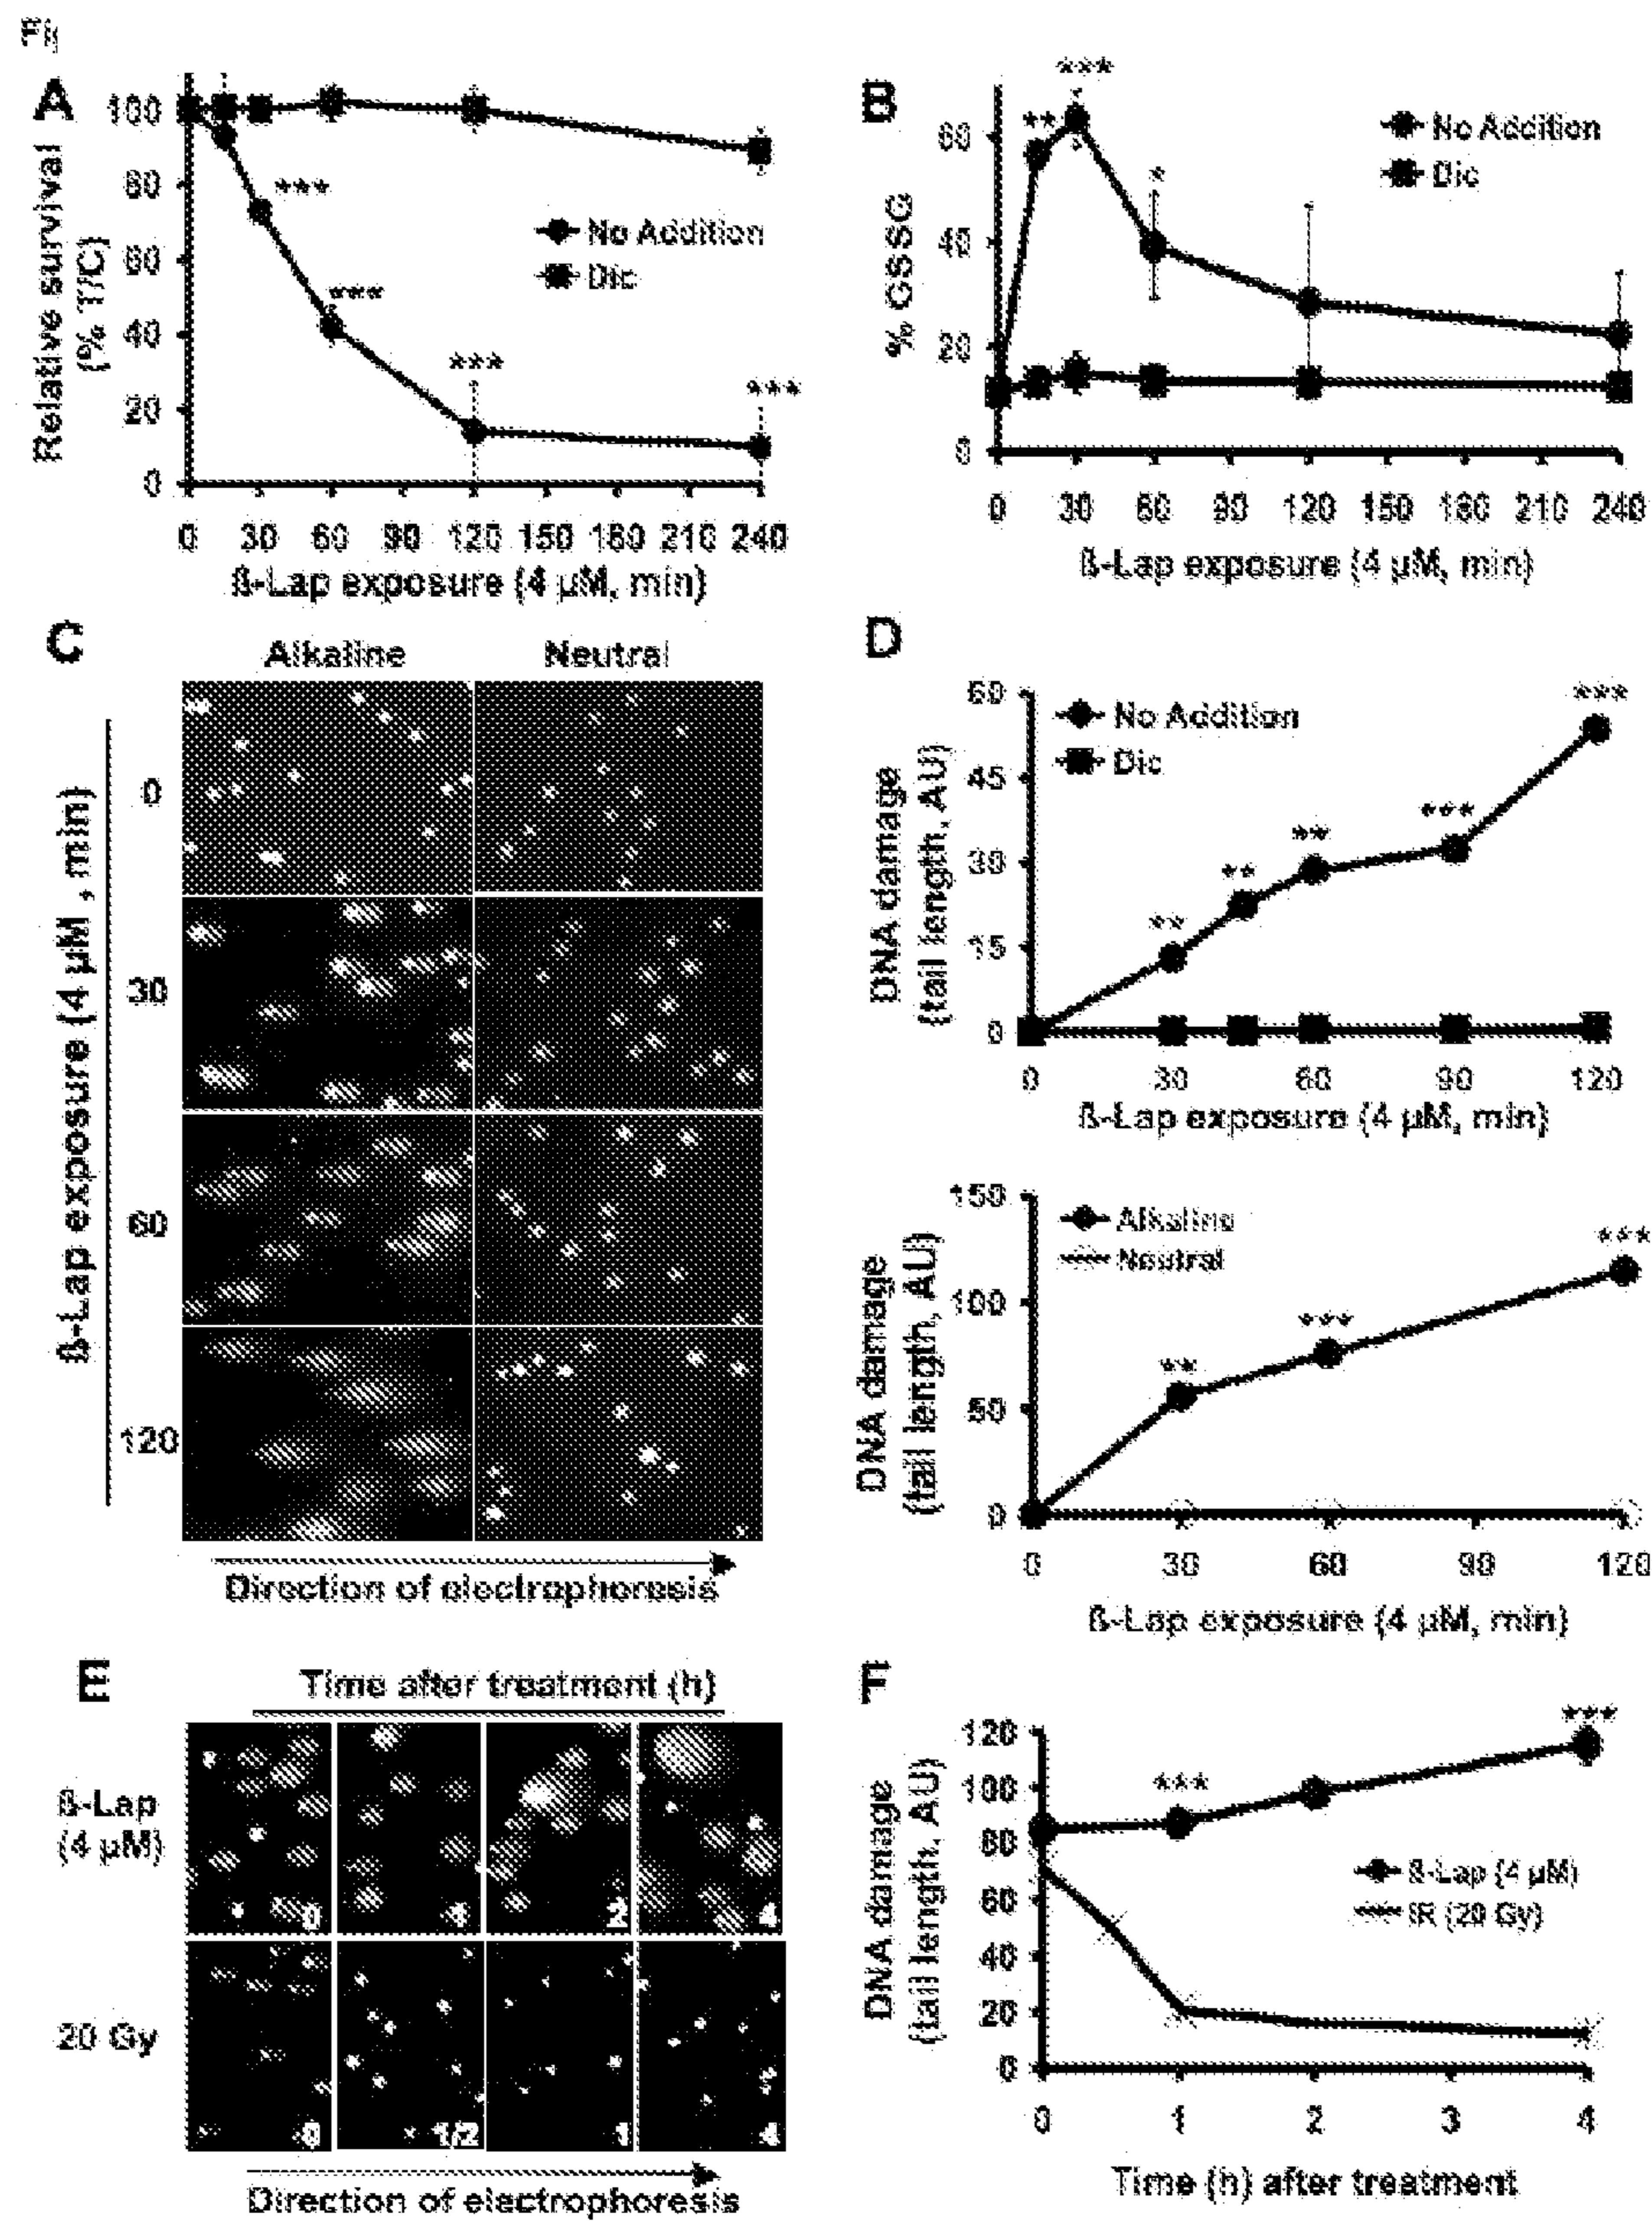 Fi
A
100
80
60
40
20
0
Relative survival
(% T/C)
***
***
***
***
No Addition
Dic
0 30 60 90 120 150 180 210 240
ß-Lap exposure (4 µM, min)
B
60
40
20
0
% GSSG
**
***
*
No Addition
Dic
0 30 60 90 120 150 180 210 240
ß-Lap exposure (4 µM, min)
C
Alkaline Neutral
ß-Lap exposure (4 µM, min)
0
30
60
120
Direction of electrophoresis
D
60
45
30
15
0
DNA damage
(tail length, AU)
No Addition
Dic
**
**
**
***
***
0 30 60 90 120
ß-Lap exposure (4 µM, min)
150
100
50
0
DNA damage
(tail length, AU)
Alkaline
Neutral
**
***
***
0 30 60 90 120
ß-Lap exposure (4 µM, min)
E
Time after treatment (h)
ß-Lap
(4 µM)
0 1 2 4
20 Gy
0 1/2 1 4
Direction of electrophoresis
F
120
100
80
60
40
20
0
DNA damage
(tail length, AU)
***
***
ß-Lap (4 µM)
IR (20 Gy)
0 1 2 3 4
Time (h) after treatment